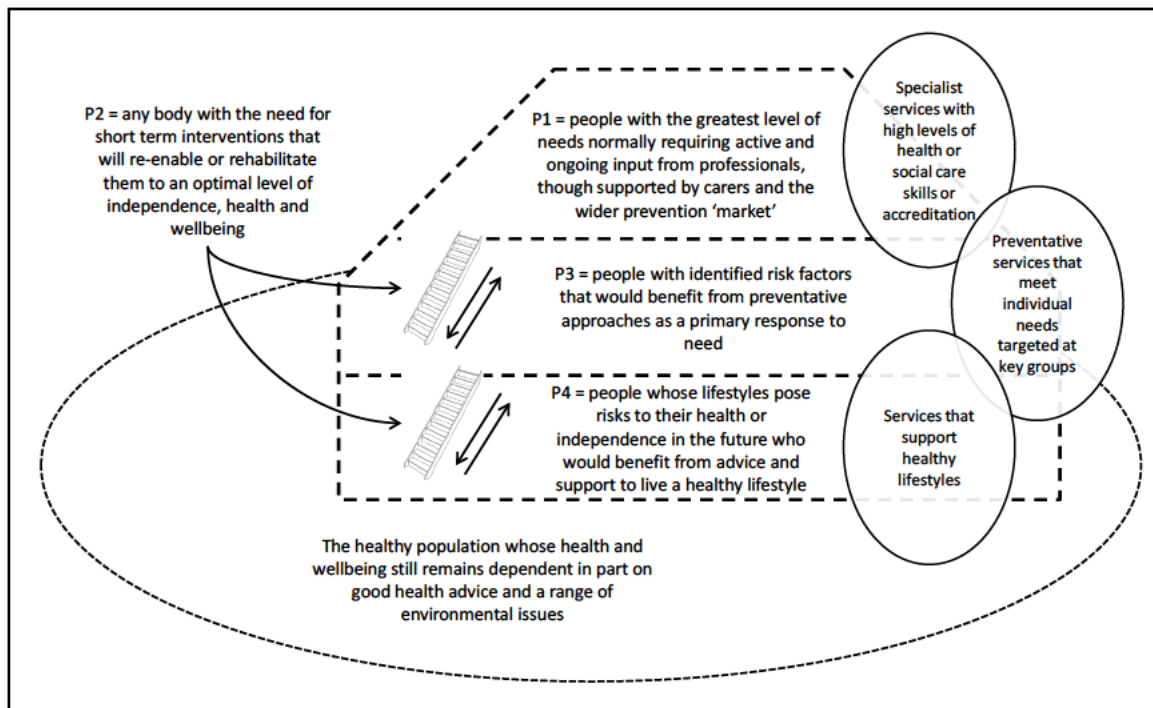 P2 = any body with the need for
short term interventions that
will re-enable or rehabilitate
them to an optimal level of
independence, health and
wellbeing
P1 = people with the greatest level of
needs normally requiring active and
ongoing input from professionals,
though supported by carers and the
wider prevention ‘market’
Specialist
services with
high levels of
health or
social care
skills or
accreditation
P3 = people with identified risk factors
that would benefit from preventative
approaches as a primary response to
need
Preventative
services that
meet
individual
needs
targeted at
key groups
P4 = people whose lifestyles pose
risks to their health or
independence in the future who
would benefit from advice and
support to live a healthy lifestyle
Services that
support
healthy
lifestyles
The healthy population whose health and
wellbeing still remains dependent in part on
good health advice and a range of
environmental issues